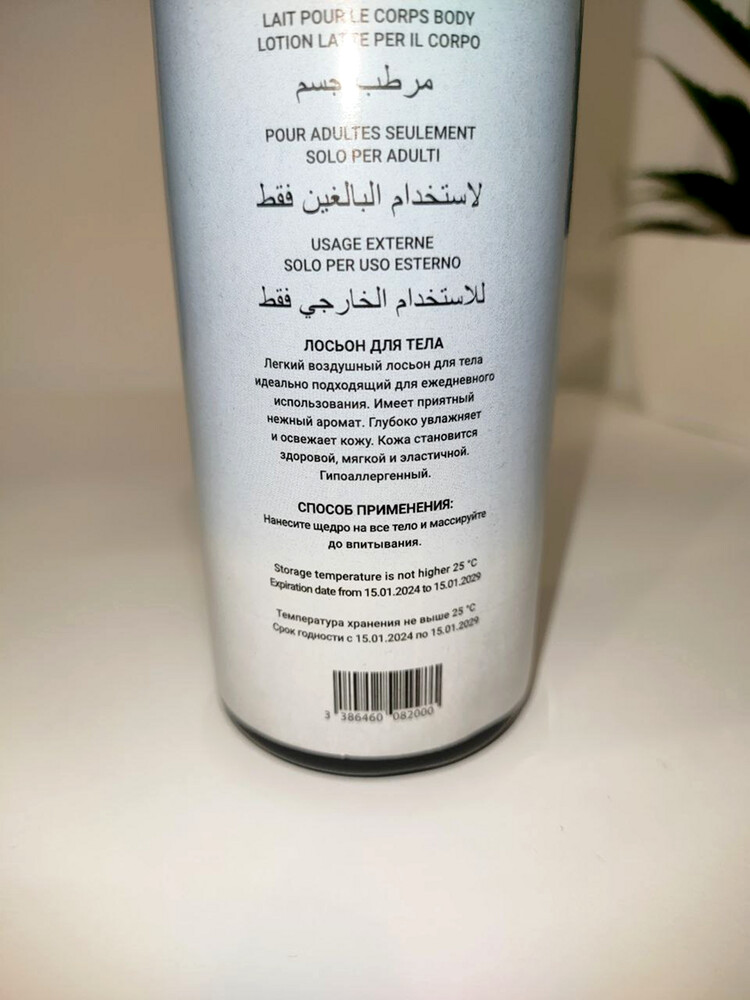 LAIT POUR LE CORPS BODY
LOTION LATTE PER IL CORPO
مرطب جسم
POUR ADULTES SEULEMENT
SOLO PER ADULTI
لاستخدام البالغين فقط
USAGE EXTERNE
SOLO PER USO ESTERNO
للاستخدام الخارجي فقط
ЛОСЬОН ДЛЯ ТЕЛА
Легкий воздушный лосьон для тела
идеально подходящий для ежедневного
использования. Имеет приятный
нежный аромат. Глубоко увлажняет
и освежает кожу. Кожа становится
здоровой, мягкой и эластичной.
Гипоаллергенный.
СПОСОБ ПРИМЕНЕНИЯ:
Нанесите щедро на все тело и массируйте
до впитывания.
Storage temperature is not higher 25 °C
Expiration date from 15.01.2024 to 15.01.2029
Температура хранения не выше 25 °C
Срок годности с 15.01.2024 по 15.01.2029
3 386460 082000